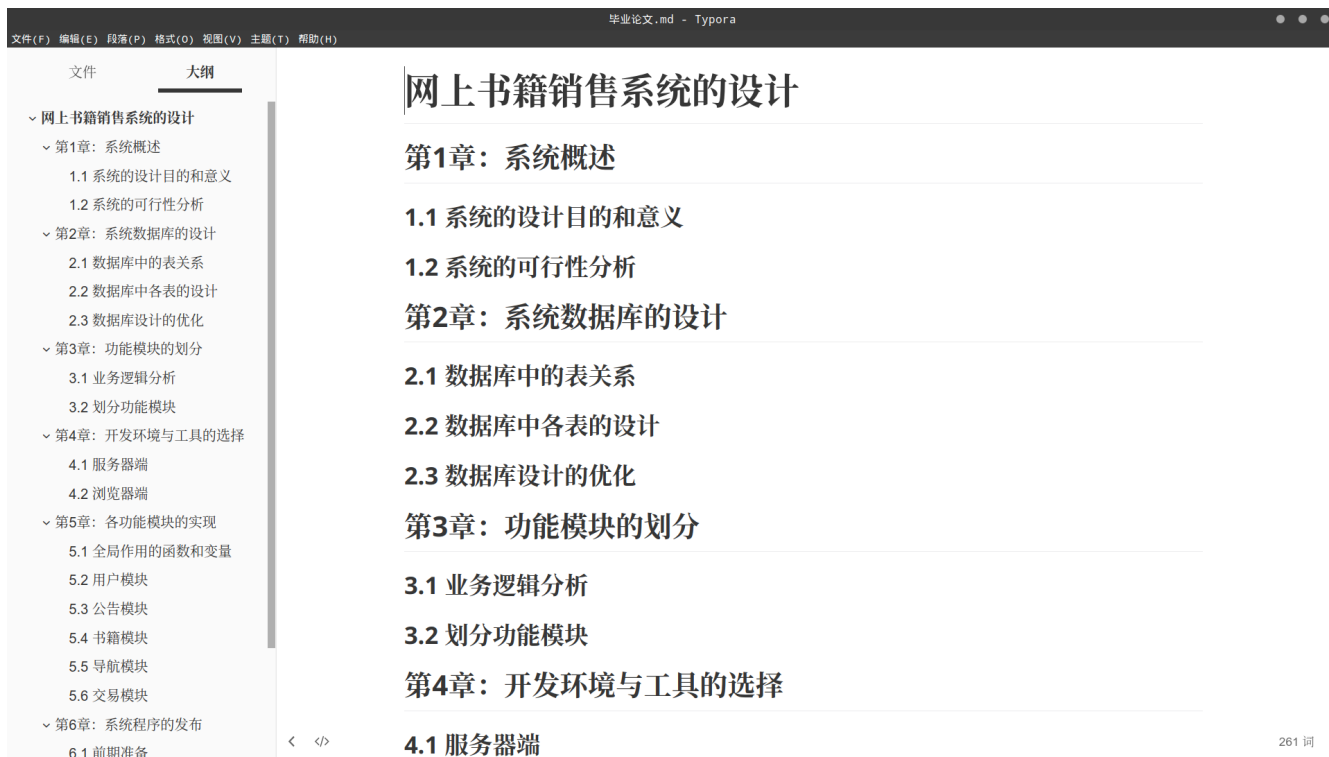 毕业论文.md - Typora
文件(F) 编辑(E) 段落(P) 格式(O) 视图(V) 主题(T) 帮助(H)
文件 大纲
网上书籍销售系统的设计
第1章：系统概述
1.1 系统的设计目的和意义
1.2 系统的可行性分析
第2章：系统数据库的设计
2.1 数据库中的表关系
2.2 数据库中各表的设计
2.3 数据库设计的优化
第3章：功能模块的划分
3.1 业务逻辑分析
3.2 划分功能模块
第4章：开发环境与工具的选择
4.1 服务器端
4.2 浏览器端
第5章：各功能模块的实现
5.1 全局作用的函数和变量
5.2 用户模块
5.3 公告模块
5.4 书籍模块
5.5 导航模块
5.6 交易模块
第6章：系统程序的发布
6.1 前期准备
网上书籍销售系统的设计
第1章：系统概述
1.1 系统的设计目的和意义
1.2 系统的可行性分析
第2章：系统数据库的设计
2.1 数据库中的表关系
2.2 数据库中各表的设计
2.3 数据库设计的优化
第3章：功能模块的划分
3.1 业务逻辑分析
3.2 划分功能模块
第4章：开发环境与工具的选择
4.1 服务器端
261 词